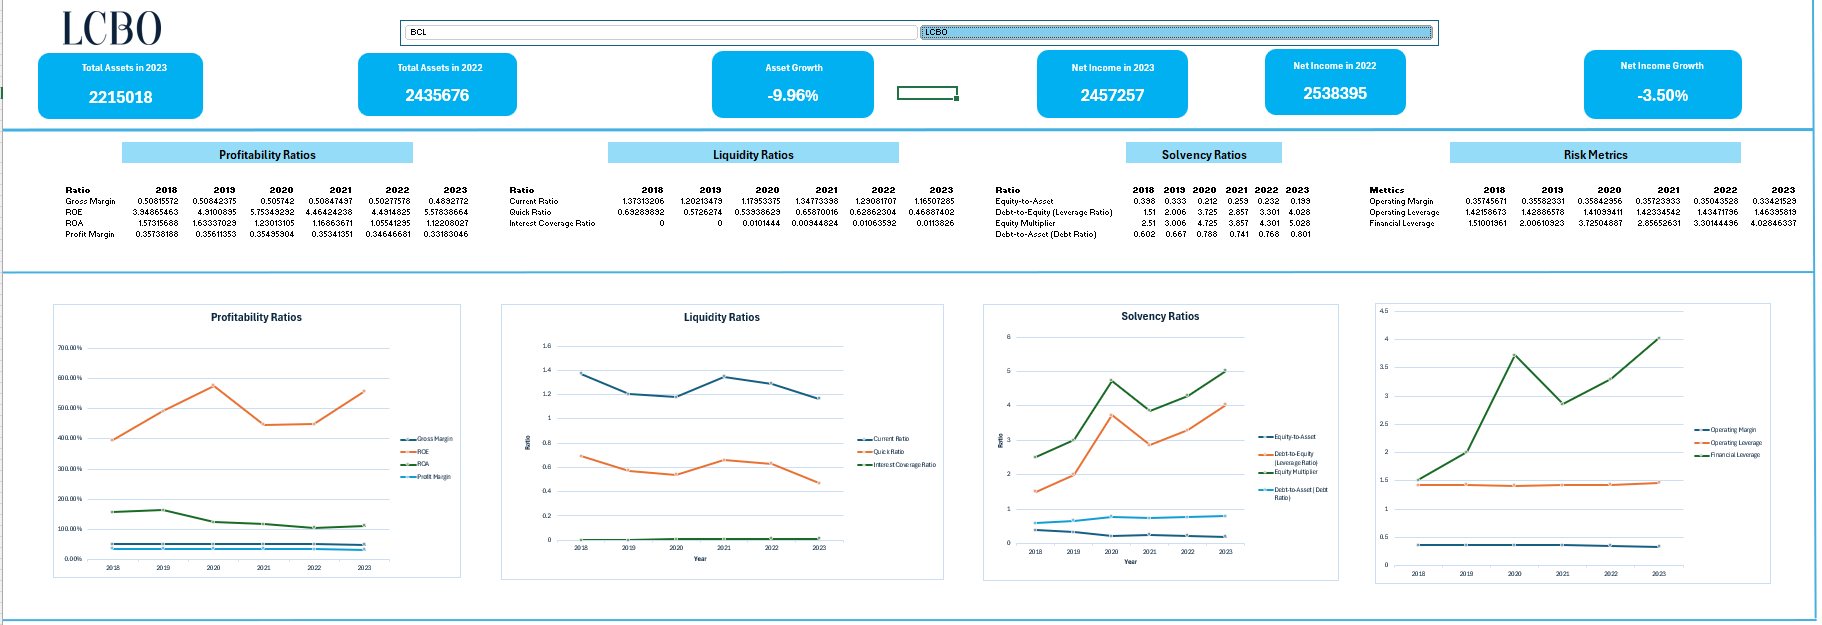 LCBO
BCL
LCBO
Total Assets in 2023
2215018
Total Assets in 2022
2435676
Asset Growth
-9.96%
Net Income in 2023
2457257
Net Income in 2022
2538395
Net Income Growth
-3.50%
Profitability Ratios
Ratio 2018 2019 2020 2021 2022 2023
Gross Margin 0.50815572 0.50842375 0.505742 0.50847497 0.50277578 0.4892772
ROE 3.94865463 4.9100895 5.75349292 4.46424238 4.4914825 5.57838664
ROA 1.57315688 1.63337029 1.23013105 1.16863671 1.05541295 1.12208027
Profit Margin 0.35738188 0.35611353 0.35495904 0.35341351 0.34646681 0.33183046
Liquidity Ratios
Ratio 2018 2019 2020 2021 2022 2023
Current Ratio 1.37313206 1.20213479 1.17953375 1.34773398 1.29081707 1.16507285
Quick Ratio 0.69289892 0.5726274 0.53938629 0.65870016 0.62862304 0.46887402
Interest Coverage Ratio 0 0 0.0101444 0.00944824 0.01063592 0.0113826
Solvency Ratios
Ratio 2018 2019 2020 2021 2022 2023
Equity-to-Asset 0.398 0.333 0.212 0.259 0.232 0.199
Debt-to-Equity (Leverage Ratio) 1.51 2.006 3.725 2.857 3.301 4.028
Equity Multiplier 2.51 3.006 4.725 3.857 4.301 5.028
Debt-to-Asset (Debt Ratio) 0.602 0.667 0.788 0.741 0.768 0.801
Risk Metrics
Mettics 2018 2019 2020 2021 2022 2023
Operating Margin 0.35745671 0.35582331 0.35842956 0.35723933 0.35043528 0.33421529
Operating Leverage 1.42158673 1.42886578 1.41099411 1.42334542 1.43471796 1.46395819
Financial Leverage 1.51001961 2.00610923 3.72504887 2.85652631 3.30144496 4.02846337
Profitability Ratios
700.00%
600.00%
500.00%
400.00%
300.00%
200.00%
100.00%
0.00%
2018 2019 2020 2021 2022 2023
Gross Margin
ROE
ROA
Profit Margin
Liquidity Ratios
1.6
1.4
1.2
1
0.8
0.6
0.4
0.2
0
Ratio
2018 2019 2020 2021 2022 2023
Year
Current Ratio
Quick Ratio
Interest Coverage Ratio
Solvency Ratios
6
5
4
3
2
1
0
Ratio
2018 2019 2020 2021 2022 2023
Year
Equity-to-Asset
Debt-to-Equity
(Leverage Ratio)
Equity Multiplier
Debt-to-Asset (Debt
Ratio)
4.5
4
3.5
3
2.5
2
1.5
1
0.5
0
2018 2019 2020 2021 2022 2023
Operating Margin
Operating Leverage
Financial Leverage